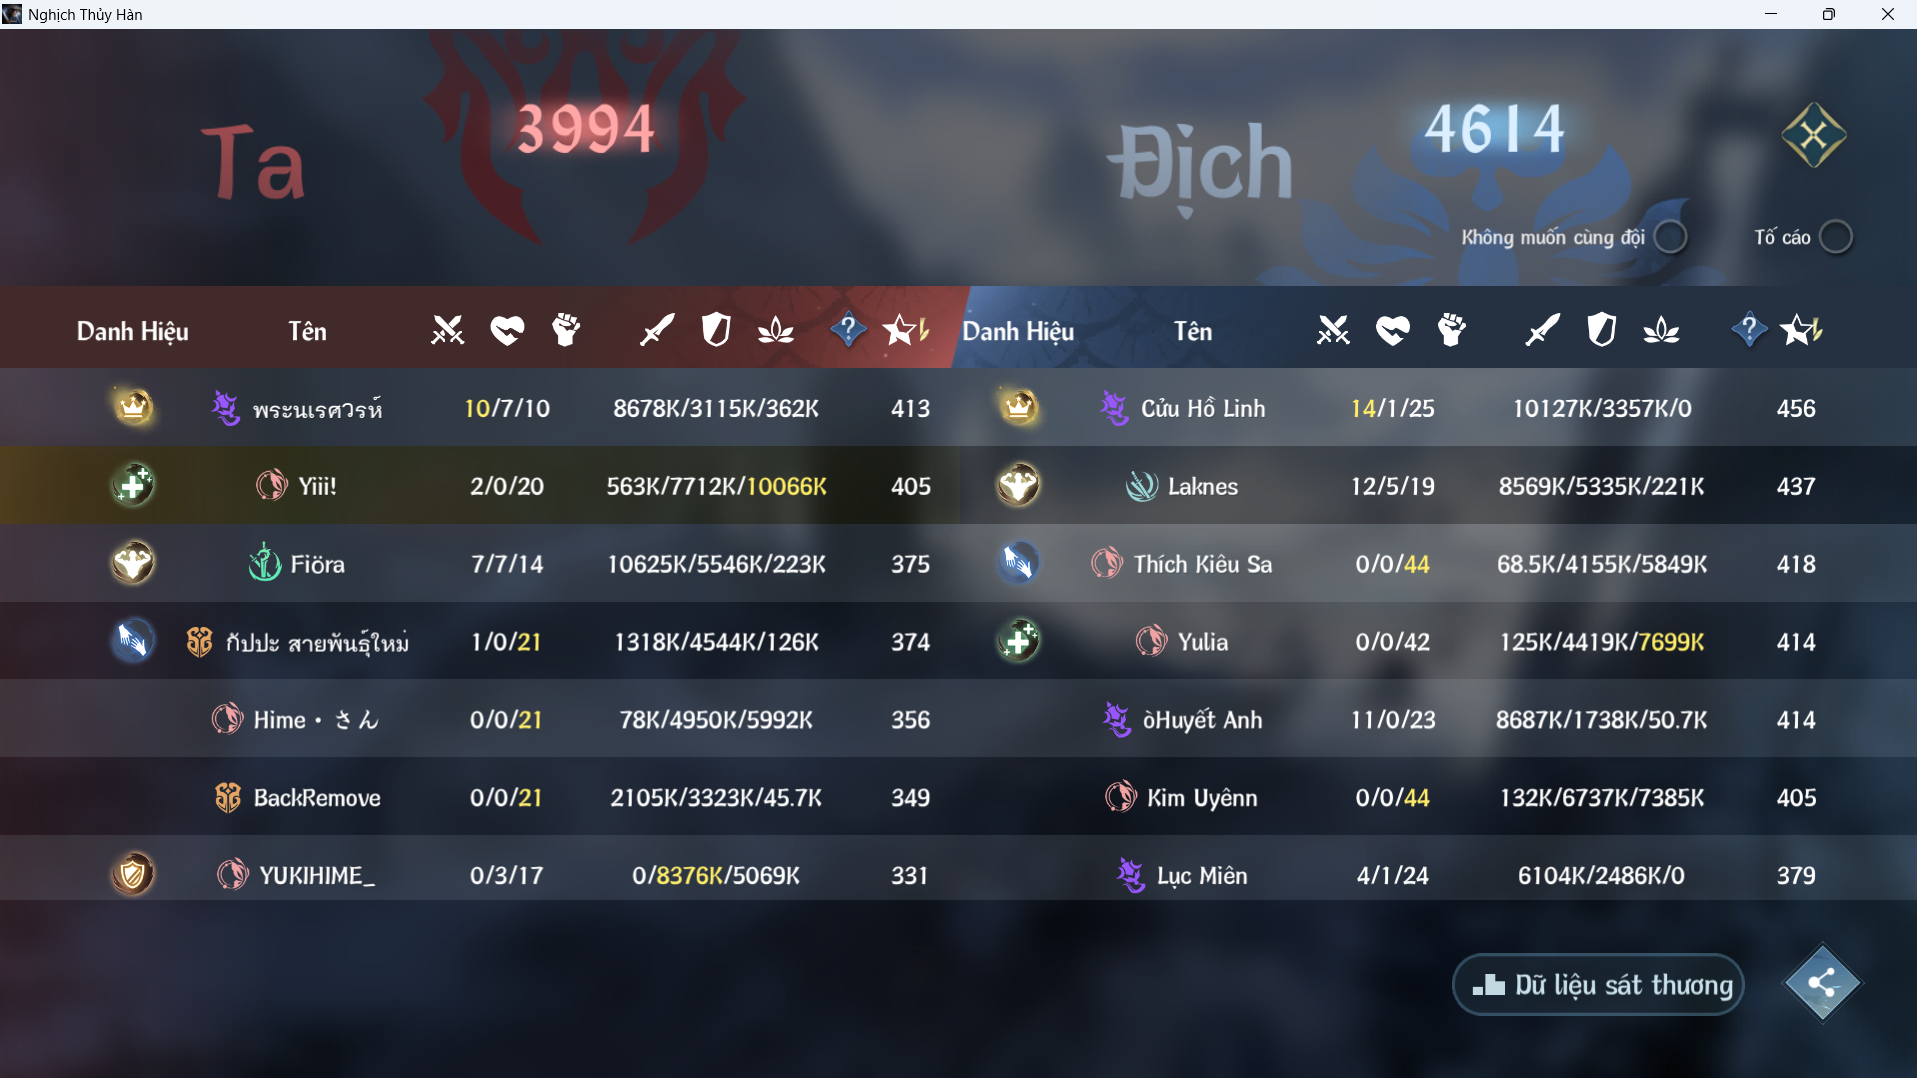 Nghịch Thủy Hàn
Ta 3994 Địch 4614
Không muốn cùng đội Tố cáo
Danh Hiệu Tên Danh Hiệu Tên
พระนเรศวรห์ 10/7/10 8678K/3115K/362K 413 Cửu Hồ Linh 14/1/25 10127K/3357K/0 456
Yiii! 2/0/20 563K/7712K/10066K 405 Laknes 12/5/19 8569K/5335K/221K 437
Fiöra 7/7/14 10625K/5546K/223K 375 Thích Kiêu Sa 0/0/44 68.5K/4155K/5849K 418
กัปปะ สายพันธุ์ใหม่ 1/0/21 1318K/4544K/126K 374 Yulia 0/0/42 125K/4419K/7699K 414
Hime・さん 0/0/21 78K/4950K/5992K 356 òHuyết Anh 11/0/23 8687K/1738K/50.7K 414
BackRemove 0/0/21 2105K/3323K/45.7K 349 Kim Uyênn 0/0/44 132K/6737K/7385K 405
YUKIHIME_ 0/3/17 0/8376K/5069K 331 Lục Miên 4/1/24 6104K/2486K/0 379
Dữ liệu sát thương